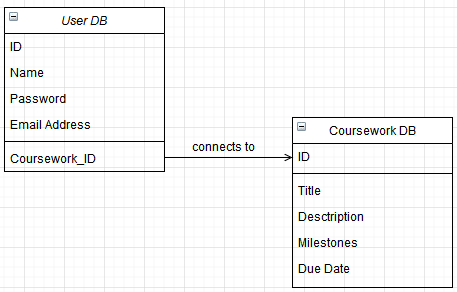 User DB
ID
Name
Password
Email Address
Coursework_ID
connects to
Coursework DB
ID
Title
Desctription
Milestones
Due Date